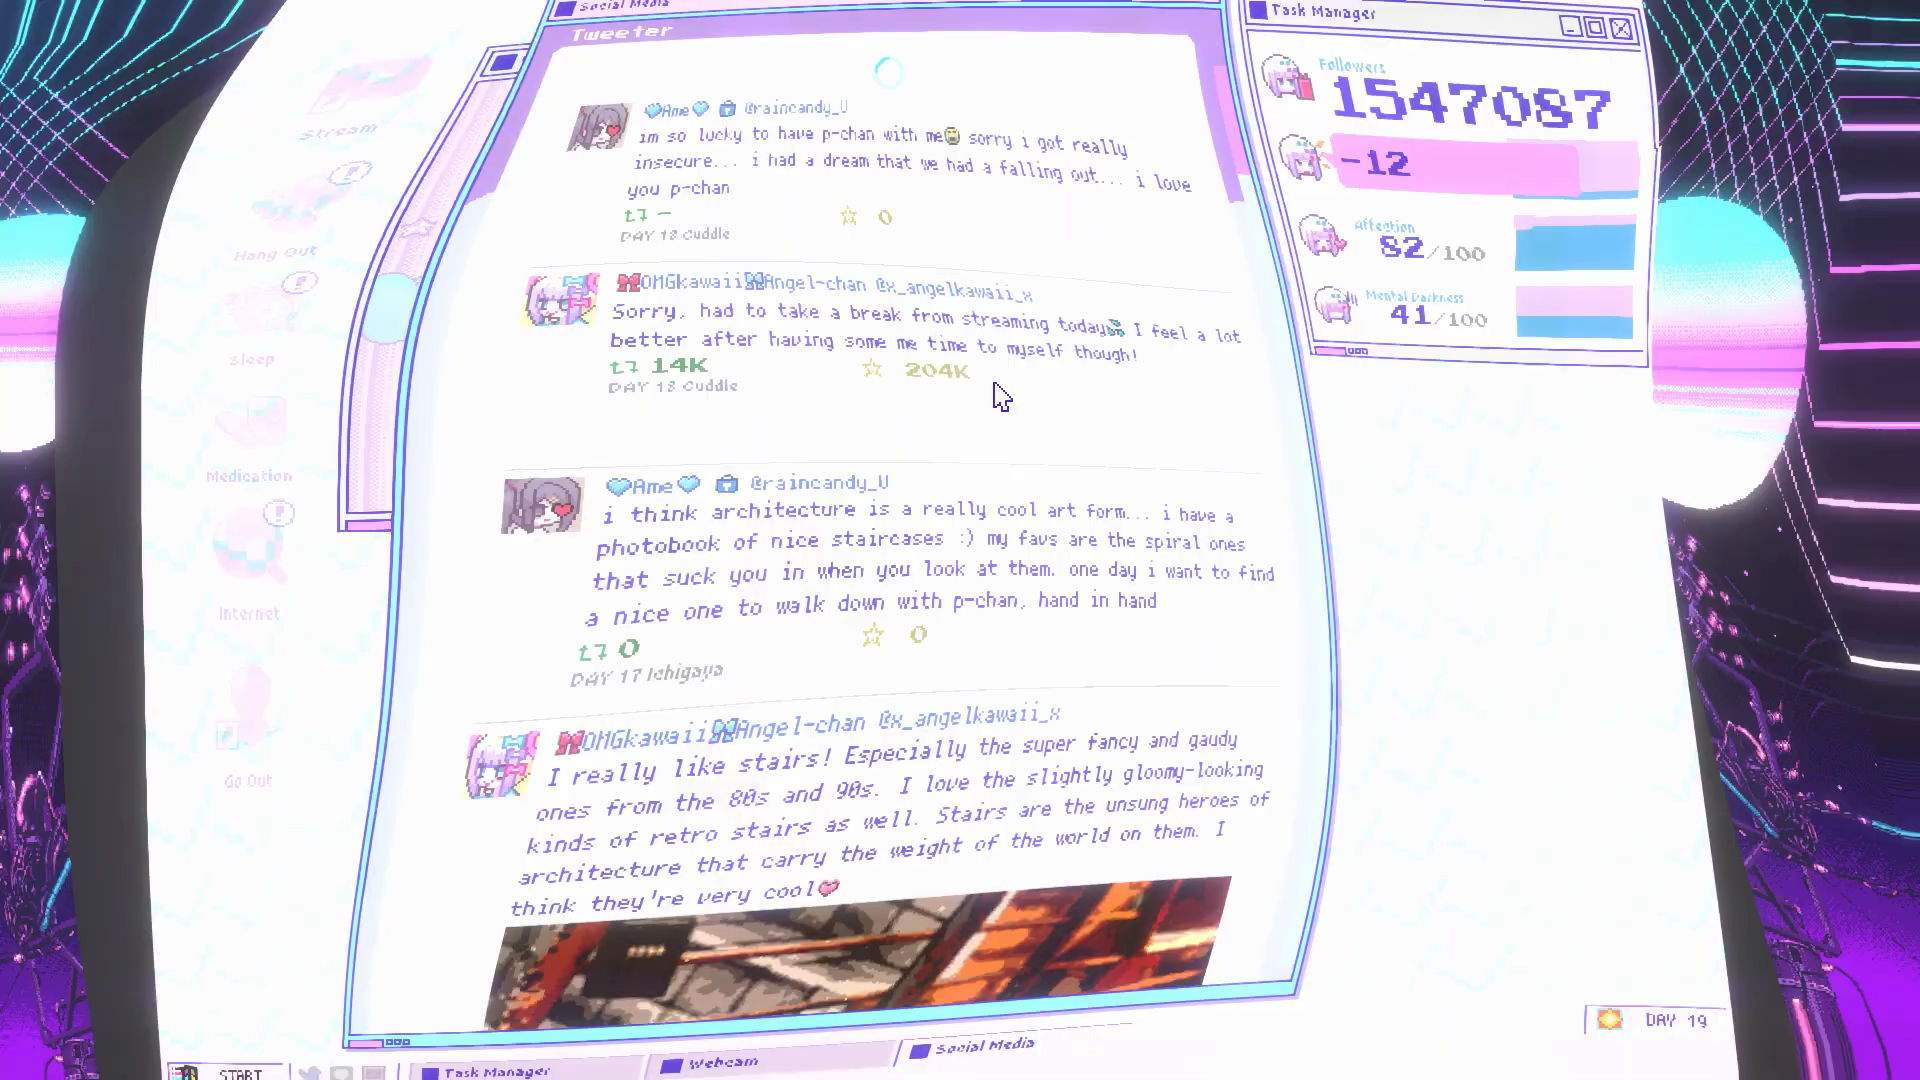 Social Media
Tweeter
Ame @raincandy_U
im so lucky to have p-chan with me sorry i got really
insecure... i had a dream that we had a falling out... i love
you p-chan
—
0
DAY 18 Cuddle
OMGkawaii Angel-chan @x_angelkawaii_x
Sorry, had to take a break from streaming today I feel a lot
better after having some me time to myself though!
14K
204K
DAY 18 Cuddle
Ame @raincandy_U
i think architecture is a really cool art form... i have a
photobook of nice staircases :) my favs are the spiral ones
that suck you in when you look at them. one day i want to find
a nice one to walk down with p-chan, hand in hand
0
0
DAY 17 Ichigaya
OMGkawaii Angel-chan @x_angelkawaii_x
I really like stairs! Especially the super fancy and gaudy
ones from the 80s and 90s. I love the slightly gloomy-looking
kinds of retro stairs as well. Stairs are the unsung heroes of
architecture that carry the weight of the world on them. I
think they're very cool
Stream
Hang Out
Sleep
Medication
Internet
Go Out
Task Manager
Followers
1547087
-12
Affection
82/100
Mental Darkness
41/100
DAY 19
START
Task Manager
Webcam
Social Media